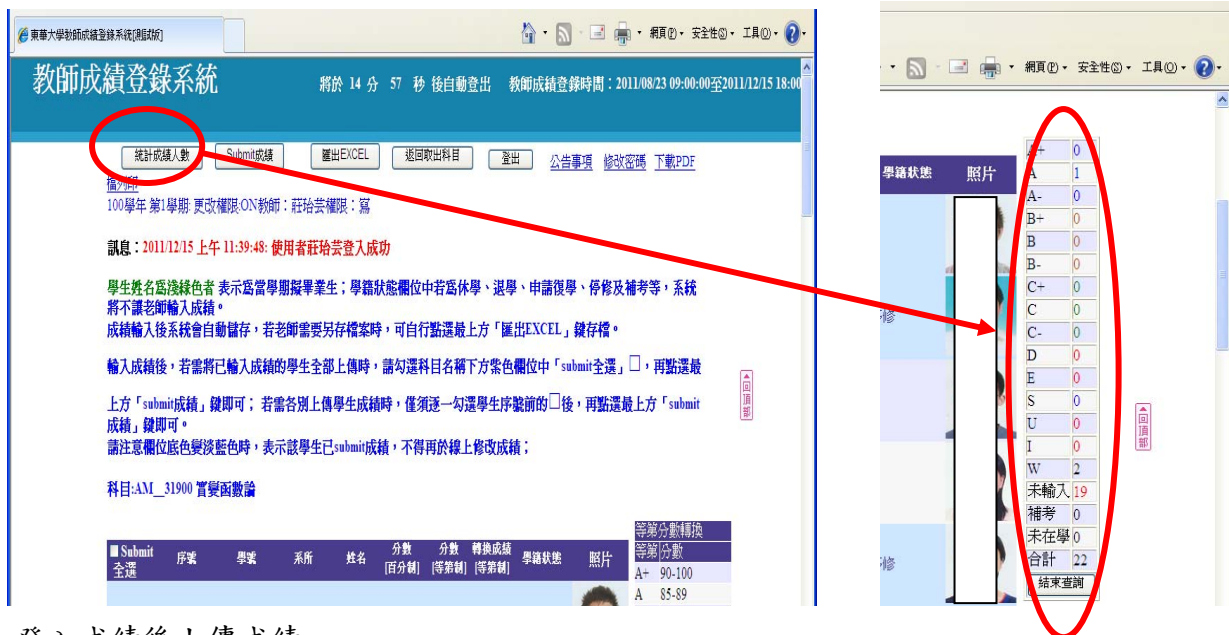 東華大學教師成績登錄系統[測試版]
網頁(P) 安全性(S) 工具(O)
教師成績登錄系統
將於 14 分 57 秒 後自動登出 教師成績登錄時間：2011/08/23 09:00:00至2011/12/15 18:00
統計成績人數 Submit成績 匯出EXCEL 返回取出科目 登出 公告事項 修改密碼 下載PDF
檔列印
100學年 第1學期 更改權限:ON教師：莊玲芸權限：寫
訊息：2011/12/15 上午 11:39:48: 使用者莊玲芸登入成功
學生姓名為淺綠色者 表示為當學期擬畢業生；學籍狀態欄位中若為休學、退學、申請復學、停修及補考等，系統
將不讓老師輸入成績。
成績輸入後系統會自動儲存，若老師需要另存檔案時，可自行點選最上方「匯出EXCEL」鍵存檔。
輸入成績後，若需將已輸入成績的學生全部上傳時，請勾選科目名稱下方紫色欄位中「submit全選」□，再點選最
上方「submit成績」鍵即可； 若需各別上傳學生成績時，僅須逐一勾選學生序號前的□後，再點選最上方「submit
成績」鍵即可。
請注意欄位底色變淡藍色時，表示該學生已submit成績，不得再於線上修改成績；
科目:AM__31900 實變函數論
▲回頂部
Submit 全選 序號 學號 系所 姓名 分數 [百分制] 分數 [等第制] 轉換成績 [等第制] 學籍狀態 照片
等第分數轉換
等第 分數
A+ 90-100
A 85-89
網頁(P) 安全性(S) 工具(O)
學籍狀態 照片
A+ 0
A 1
A- 0
B+ 0
B 0
B- 0
C+ 0
C 0
C- 0
D 0
E 0
S 0
U 0
I 0
W 2
未輸入 19
補考 0
未在學 0
合計 22
結束查詢
修
修
▲回頂部